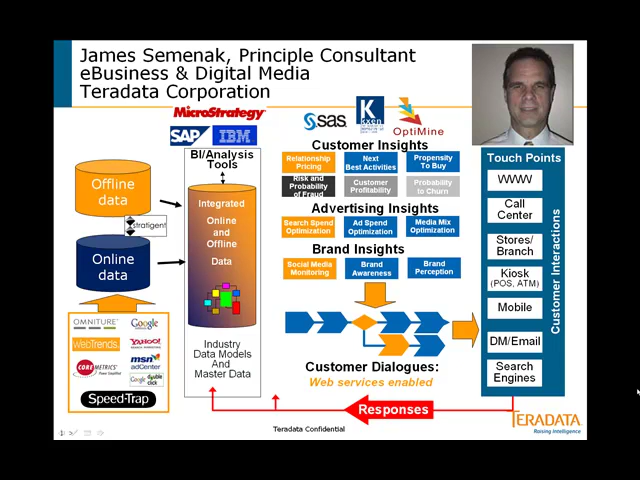 James Semenak, Principle Consultant
eBusiness & Digital Media
Teradata Corporation
MicroStrategy
SAP
IBM
BI/Analysis
Tools
sas
Kxen
OptiMine
Customer Insights
Relationship
Pricing
Next
Best Activities
Propensity
To Buy
Risk and
Probability
of Fraud
Customer
Profitability
Probability
to Churn
Advertising Insights
Search Spend
Optimization
Ad Spend
Optimization
Media Mix
Optimization
Brand Insights
Social Media
Monitoring
Brand
Awareness
Brand
Perception
Customer Dialogues:
Web services enabled
Offline
data
stratigent
Online
data
Integrated
Online
and
Offline
Data
Industry
Data Models
And
Master Data
OMNITURE
Google
WebTrends
YAHOO!
COREMETRICS
msn
adCenter
Google double click
Speed-Trap
Touch Points
WWW
Call
Center
Stores/
Branch
Kiosk
(POS, ATM)
Mobile
DM/Email
Search
Engines
Customer Interactions
Responses
Teradata Confidential
TERADATA
Raising Intelligence